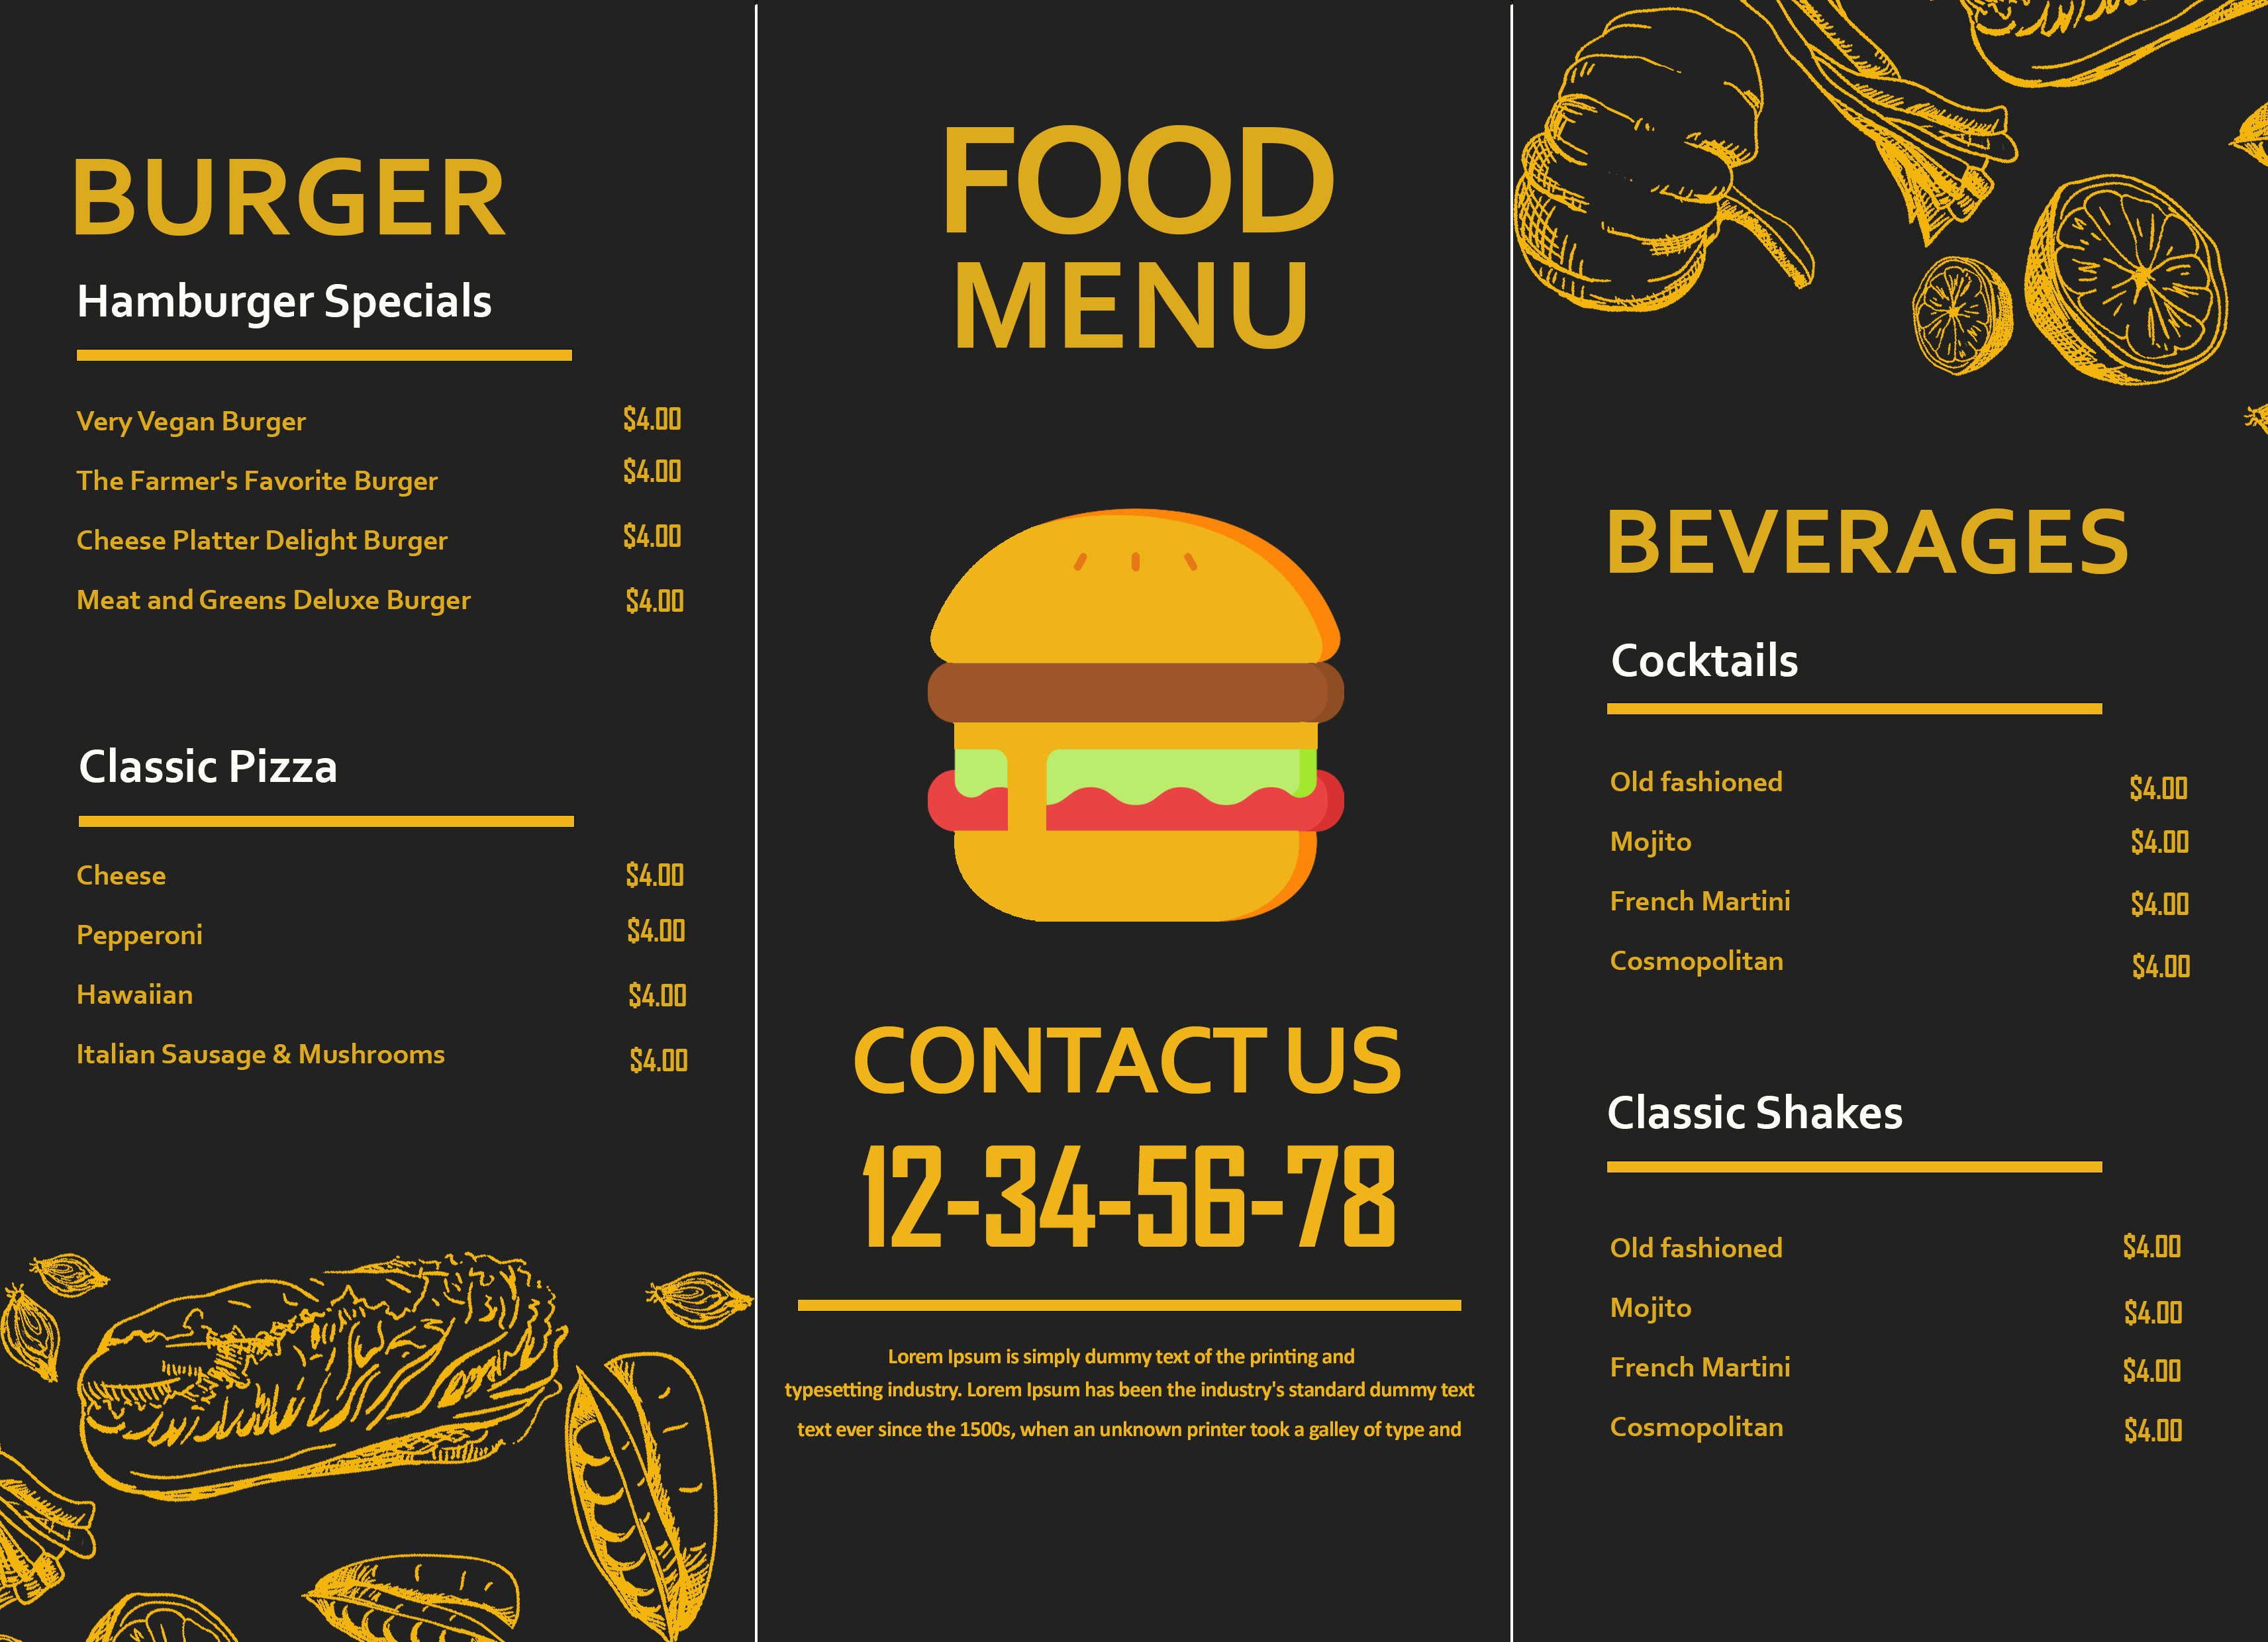 BURGER
Hamburger Specials
Very Vegan Burger $4.00
The Farmer's Favorite Burger $4.00
Cheese Platter Delight Burger $4.00
Meat and Greens Deluxe Burger $4.00
Classic Pizza
Cheese $4.00
Pepperoni $4.00
Hawaiian $4.00
Italian Sausage & Mushrooms $4.00
FOOD
MENU
CONTACT US
12-34-56-78
Lorem Ipsum is simply dummy text of the printing and
typesetting industry. Lorem Ipsum has been the industry's standard dummy text
text ever since the 1500s, when an unknown printer took a galley of type and
BEVERAGES
Cocktails
Old fashioned $4.00
Mojito $4.00
French Martini $4.00
Cosmopolitan $4.00
Classic Shakes
Old fashioned $4.00
Mojito $4.00
French Martini $4.00
Cosmopolitan $4.00